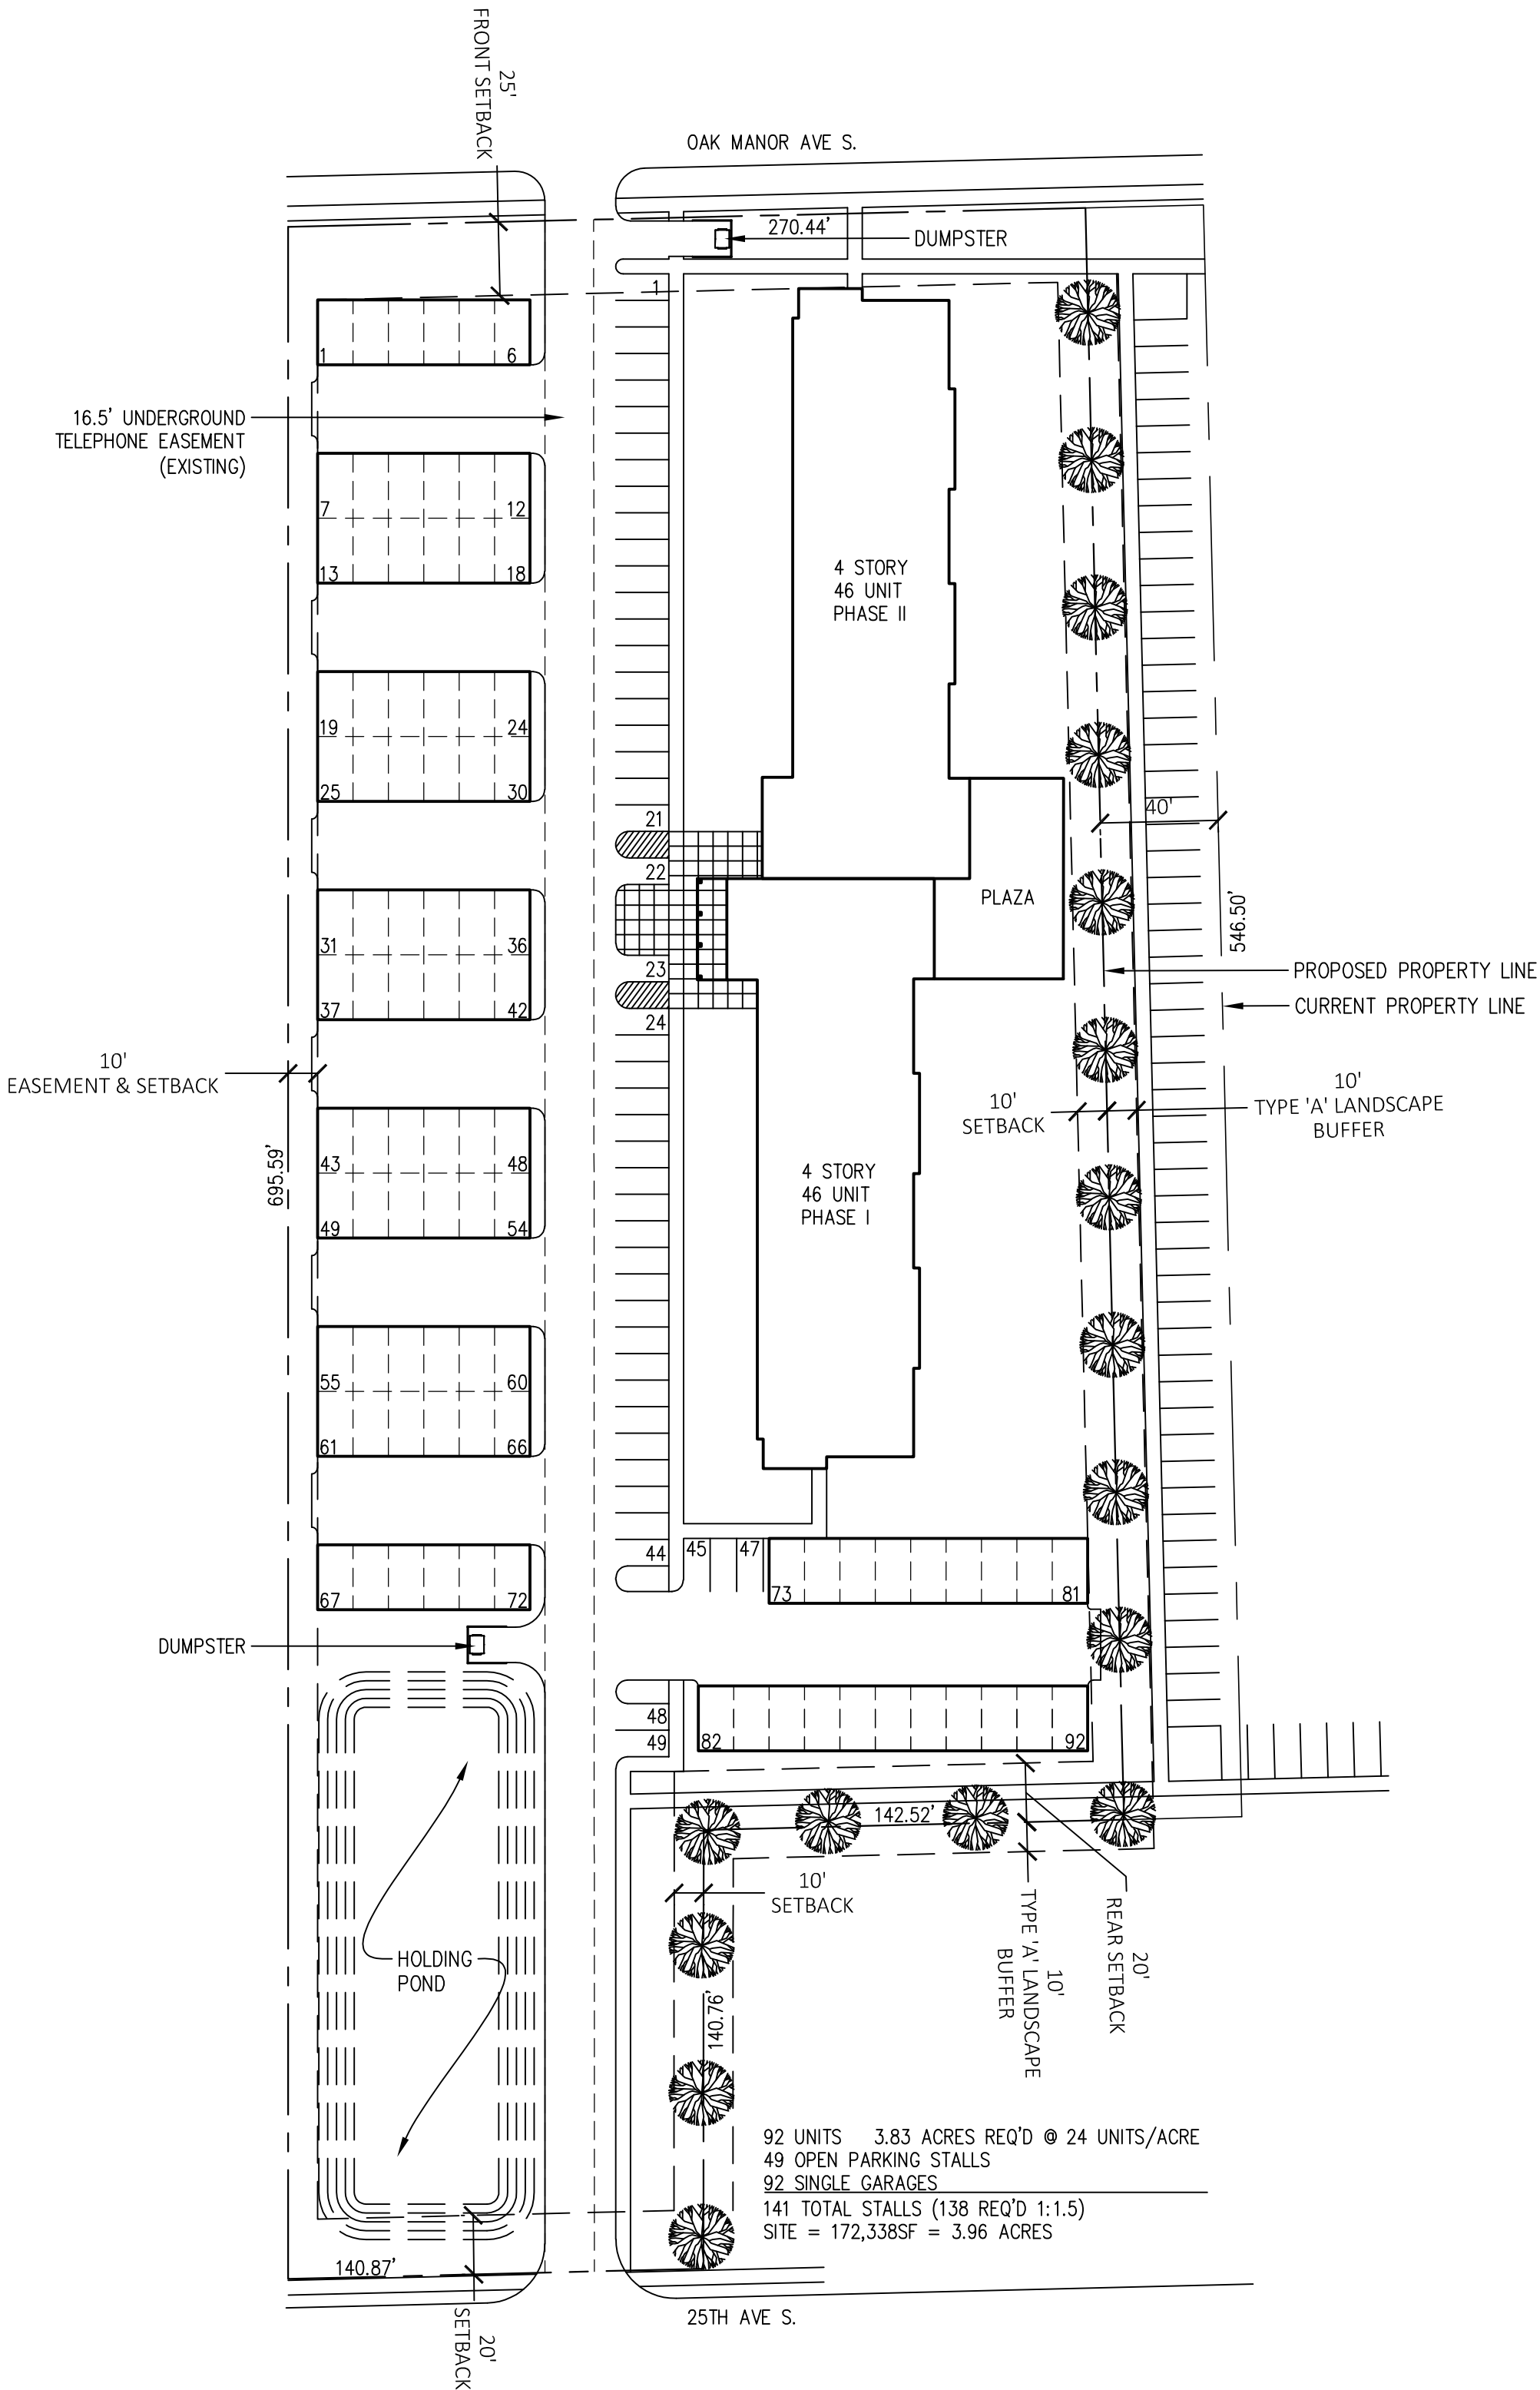 25'
FRONT SETBACK
OAK MANOR AVE S.
270.44'
DUMPSTER
1
1
6
16.5' UNDERGROUND
TELEPHONE EASEMENT
(EXISTING)
7
12
13
18
4 STORY
46 UNIT
PHASE II
19
24
25
30
21
22
23
24
40'
546.50'
PLAZA
PROPOSED PROPERTY LINE
CURRENT PROPERTY LINE
31
36
37
42
10'
EASEMENT & SETBACK
10'
SETBACK
10'
TYPE 'A' LANDSCAPE
BUFFER
695.59'
43
48
49
54
4 STORY
46 UNIT
PHASE I
55
60
61
66
44
45
47
73
81
67
72
DUMPSTER
48
49
82
92
142.52'
10'
SETBACK
20'
REAR SETBACK
10'
TYPE 'A' LANDSCAPE
BUFFER
HOLDING
POND
140.76'
92 UNITS 3.83 ACRES REQ'D @ 24 UNITS/ACRE
49 OPEN PARKING STALLS
92 SINGLE GARAGES
141 TOTAL STALLS (138 REQ'D 1:1.5)
SITE = 172,338SF = 3.96 ACRES
140.87'
25TH AVE S.
20'
SETBACK